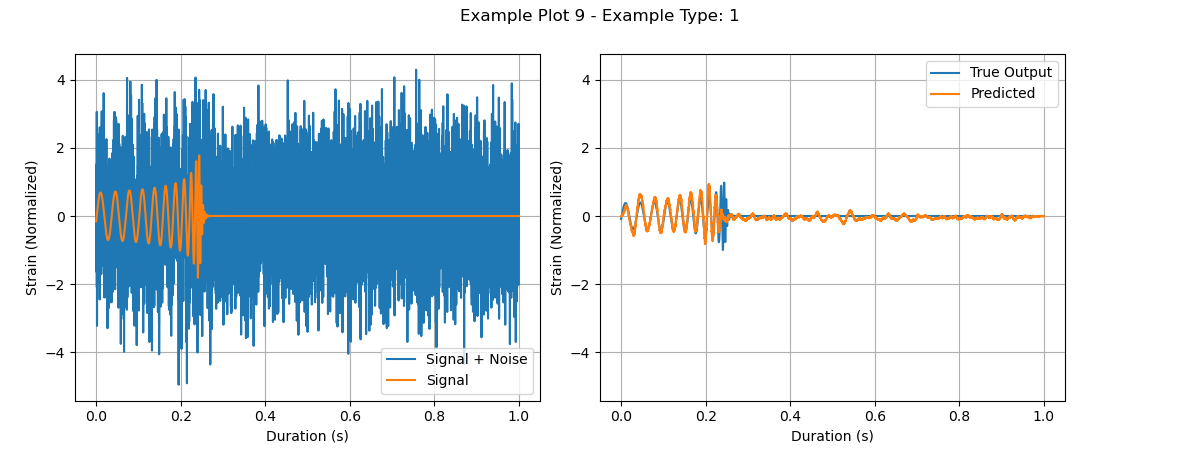 Example Plot 9 - Example Type: 1
Strain (Normalized)
4
2
0
−2
−4
0.0 0.2 0.4 0.6 0.8 1.0
Duration (s)
Signal + Noise
Signal
Strain (Normalized)
4
2
0
−2
−4
0.0 0.2 0.4 0.6 0.8 1.0
Duration (s)
True Output
Predicted